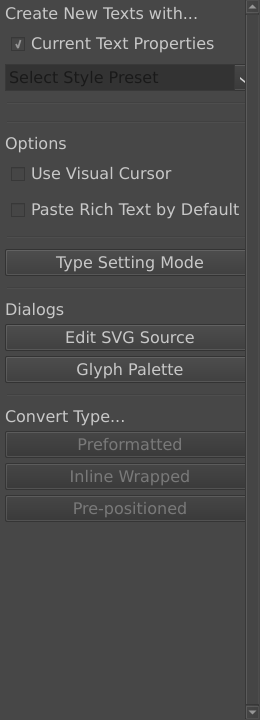 Create New Texts with...
Current Text Properties
Select Style Preset
Options
Use Visual Cursor
Paste Rich Text by Default
Type Setting Mode
Dialogs
Edit SVG Source
Glyph Palette
Convert Type...
Preformatted
Inline Wrapped
Pre-positioned